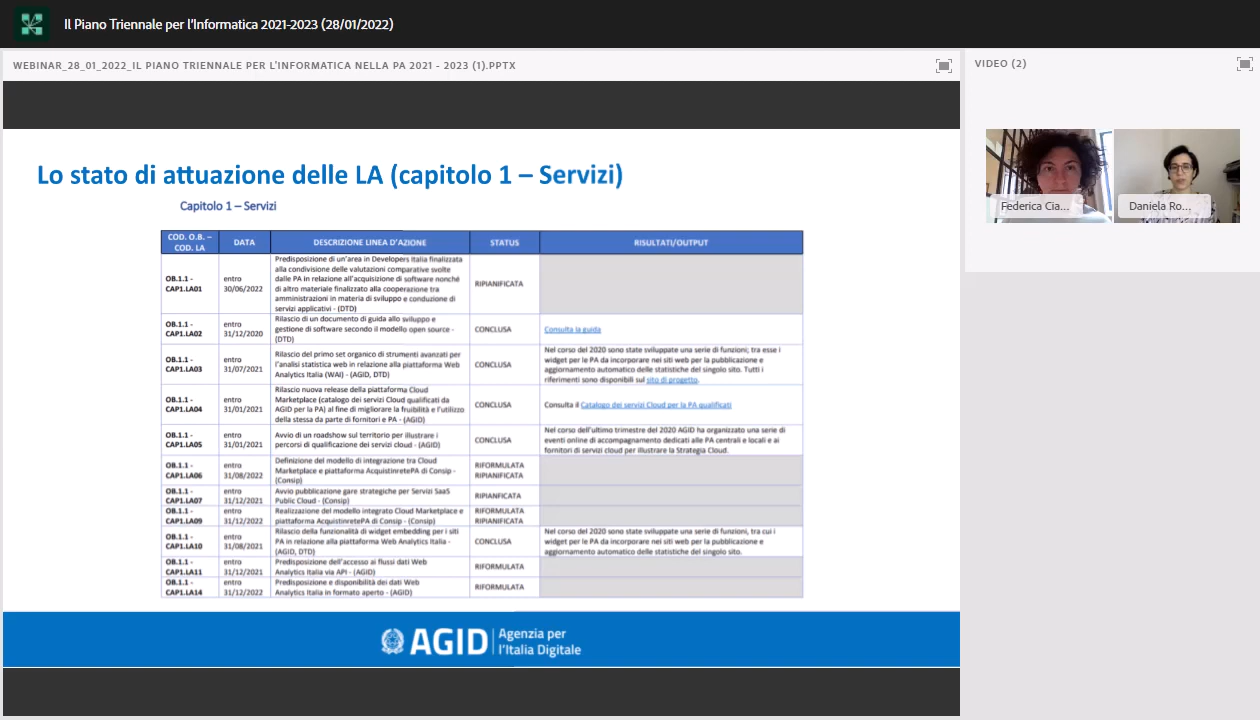 Il Piano Triennale per l'Informatica 2021-2023 (28/01/2022)
WEBINAR_28_01_2022_IL PIANO TRIENNALE PER L'INFORMATICA NELLA PA 2021 - 2023 (1).PPTX
VIDEO (2)
Federica Cia...
Daniela Ro...
Lo stato di attuazione delle LA (capitolo 1 – Servizi)
Capitolo 1 – Servizi
COD. O.B. –
COD. LA
DATA
DESCRIZIONE LINEA D'AZIONE
STATUS
RISULTATI/OUTPUT
OB.1.1 -
CAP1.LA01
entro
30/06/2022
Predisposizione di un'area in Developers Italia finalizzata
alla condivisione delle valutazioni comparative svolte
dalle PA in relazione all'acquisizione di software nonché
di altro materiale finalizzato alla cooperazione tra
amministrazioni in materia di sviluppo e conduzione di
servizi applicativi - (DTD)
RIPIANIFICATA
OB.1.1 -
CAP1.LA02
entro
31/12/2020
Rilascio di un documento di guida allo sviluppo e
gestione di software secondo il modello open source -
(DTD)
CONCLUSA
Consulta la guida
OB.1.1 -
CAP1.LA03
entro
31/07/2021
Rilascio del primo set organico di strumenti avanzati per
l'analisi statistica web in relazione alla piattaforma Web
Analytics Italia (WAI) - (AGID, DTD)
CONCLUSA
Nel corso del 2020 sono state sviluppate una serie di funzioni; tra esse i
widget per le PA da incorporare nei siti web per la pubblicazione e
aggiornamento automatico delle statistiche del singolo sito. Tutti i
riferimenti sono disponibili sul sito di progetto.
OB.1.1 -
CAP1.LA04
entro
31/01/2021
Rilascio nuova release della piattaforma Cloud
Marketplace (catalogo dei servizi Cloud qualificati da
AGID per la PA) al fine di migliorare la fruibilità e l'utilizzo
della stessa da parte di fornitori e PA - (AGID)
CONCLUSA
Consulta il Catalogo dei servizi Cloud per la PA qualificati
OB.1.1 -
CAP1.LA05
entro
31/01/2021
Avvio di un roadshow sul territorio per illustrare i
percorsi di qualificazione dei servizi cloud - (AGID)
CONCLUSA
Nel corso dell'ultimo trimestre del 2020 AGID ha organizzato una serie di
eventi online di accompagnamento dedicati alle PA centrali e locali e ai
fornitori di servizi cloud per illustrare la Strategia Cloud.
OB.1.1 -
CAP1.LA06
entro
31/08/2022
Definizione del modello di integrazione tra Cloud
Marketplace e piattaforma AcquistinretePA di Consip -
(Consip)
RIFORMULATA
RIPIANIFICATA
OB.1.1 -
CAP1.LA07
entro
31/12/2021
Avvio pubblicazione gare strategiche per Servizi SaaS
Public Cloud - (Consip)
RIPIANFICATA
OB.1.1 -
CAP1.LA09
entro
31/12/2022
Realizzazione del modello integrato Cloud Marketplace e
piattaforma AcquistinretePA di Consip - (Consip)
RIFORMULATA
RIPIANIFICATA
OB.1.1 -
CAP1.LA10
entro
31/08/2021
Rilascio della funzionalità di widget embedding per i siti
PA in relazione alla piattaforma Web Analytics Italia -
(AGID, DTD)
CONCLUSA
Nel corso del 2020 sono state sviluppate una serie di funzioni, tra cui i
widget per le PA da incorporare nei siti web per la pubblicazione e
aggiornamento automatico delle statistiche del singolo sito.
OB.1.1 -
CAP1.LA11
entro
31/12/2021
Predisposizione dell'accesso ai flussi dati Web
Analytics Italia via API - (AGID)
RIFORMULATA
OB.1.1 -
CAP1.LA14
entro
31/12/2022
Predisposizione e disponibilità dei dati Web
Analytics Italia in formato aperto - (AGID)
RIFORMULATA
AGID
Agenzia per
l'Italia Digitale